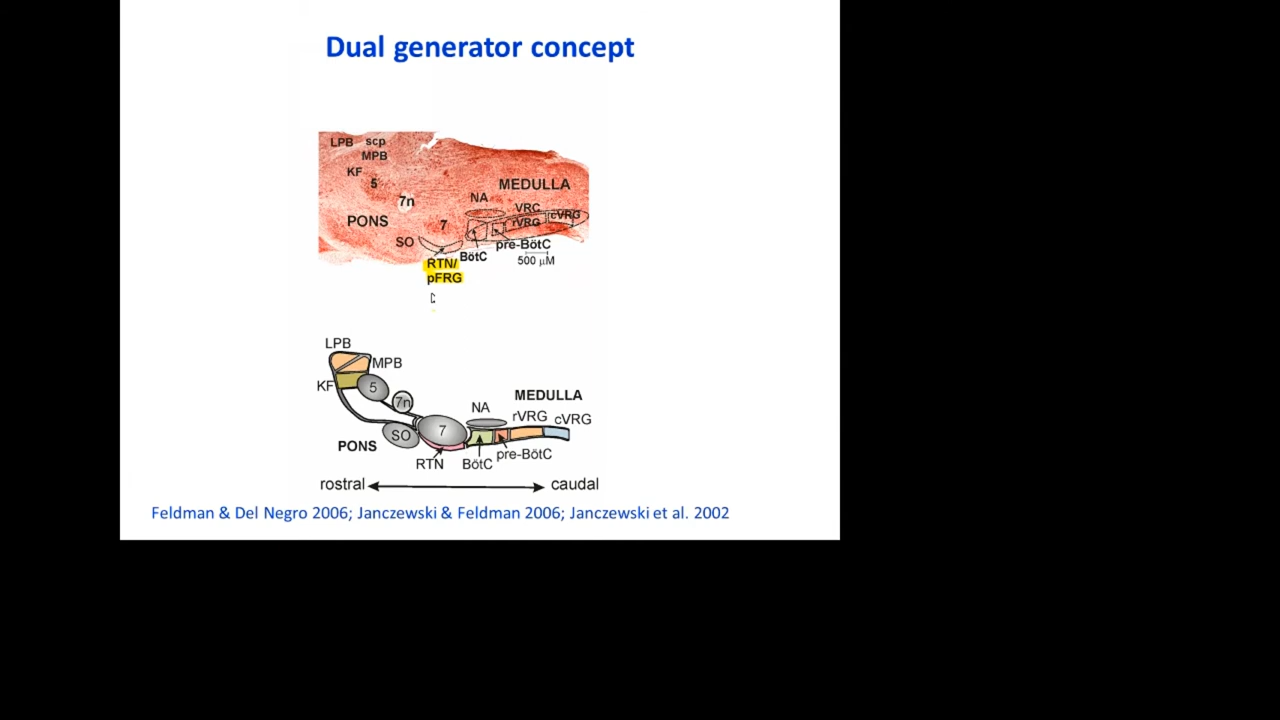 Dual generator concept
LPB scp
MPB
KF
5
7n
NA
MEDULLA
VRC
rVRG
cVRG
PONS
7
SO
BötC
pre-BötC
500 µM
RTN/
pFRG
LPB
MPB
KF
5
7n
NA
MEDULLA
rVRG
cVRG
SO
7
PONS
RTN
BötC
pre-BötC
rostral
caudal
Feldman & Del Negro 2006; Janczewski & Feldman 2006; Janczewski et al. 2002